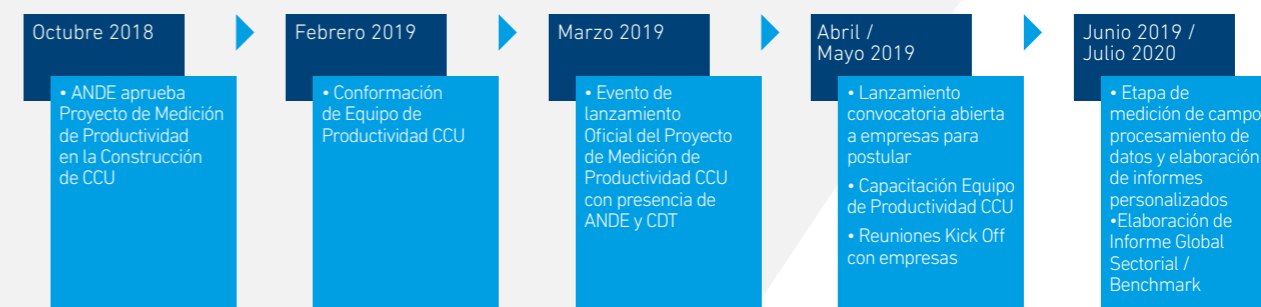 Octubre 2018
• ANDE aprueba
Proyecto de Medición
de Productividad
en la Construcción
de CCU
Febrero 2019
• Conformación
de Equipo de
Productividad CCU
Marzo 2019
• Evento de
lanzamiento
Oficial del Proyecto
de Medición de
Productividad CCU
con presencia de
ANDE y CDT
Abril /
Mayo 2019
• Lanzamiento
convocatoria abierta
a empresas para
postular
• Capacitación Equipo
de Productividad CCU
• Reuniones Kick Off
con empresas
Junio 2019 /
Julio 2020
• Etapa de
medición de campo
procesamiento de
datos y elaboración
de informes
personalizados
•Elaboración de
Informe Global
Sectorial /
Benchmark